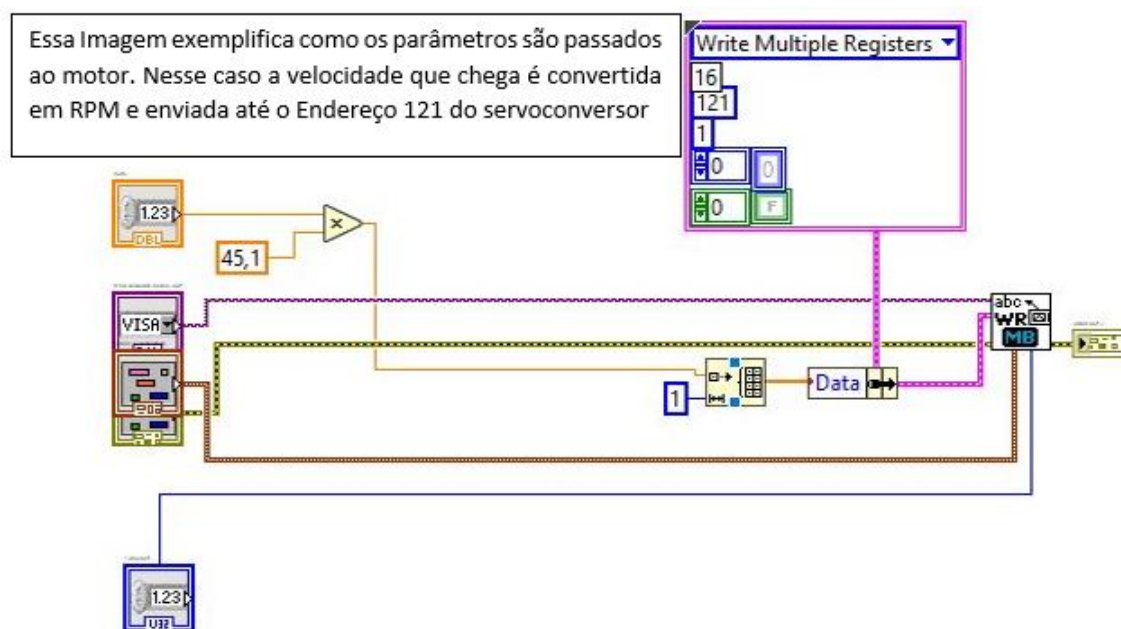 Essa Imagem exemplifica como os parâmetros são passados
ao motor. Nesse caso a velocidade que chega é convertida
em RPM e enviada até o Endereço 121 do servoconversor
Write Multiple Registers
16
121
1
0 0
0 F
1.23
DBL
×
45,1
VISA
abc
WR
MB
1
Data
1.23
U32